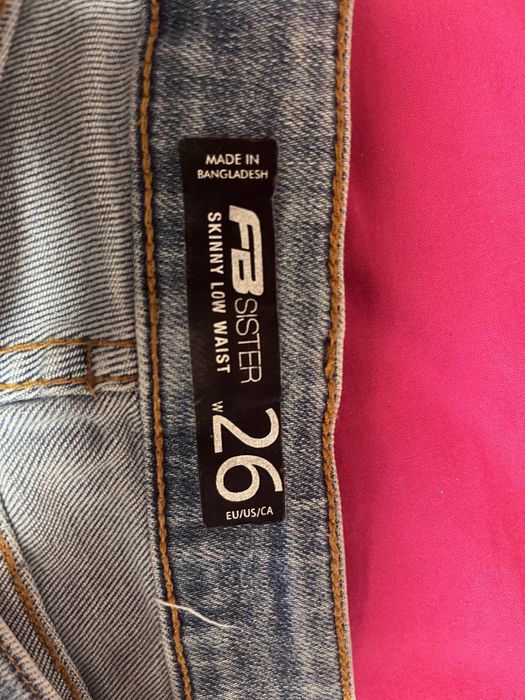 MADE IN
BANGLADESH
FB SISTER
SKINNY LOW WAIST
W 26
EU/US/CA